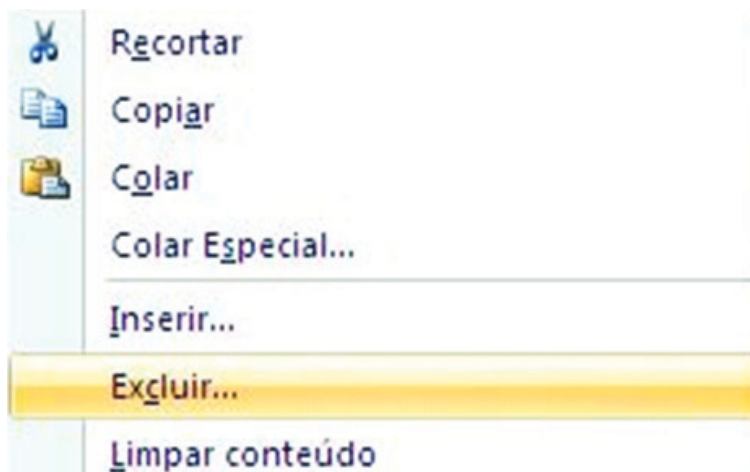 Recortar
Copiar
Colar
Colar Especial...
Inserir...
Excluir...
Limpar conteúdo